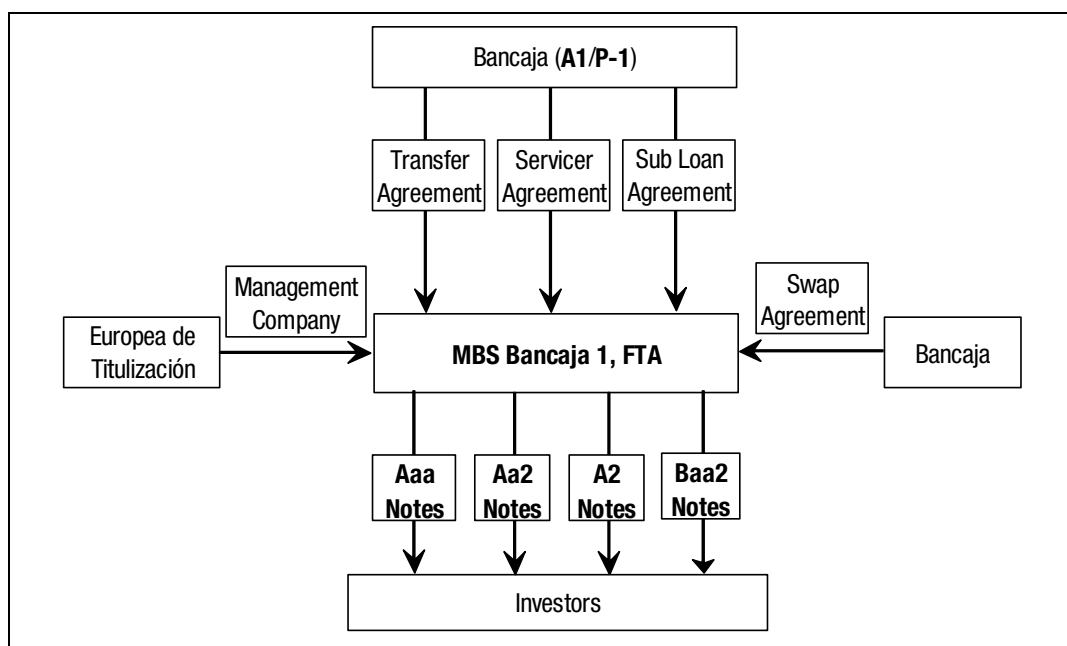 Bancaja (A1/P-1)
Transfer
Agreement
Servicer
Agreement
Sub Loan
Agreement
Management
Company
Swap
Agreement
Europea de
Titulización
MBS Bancaja 1, FTA
Bancaja
Aaa
Notes
Aa2
Notes
A2
Notes
Baa2
Notes
Investors